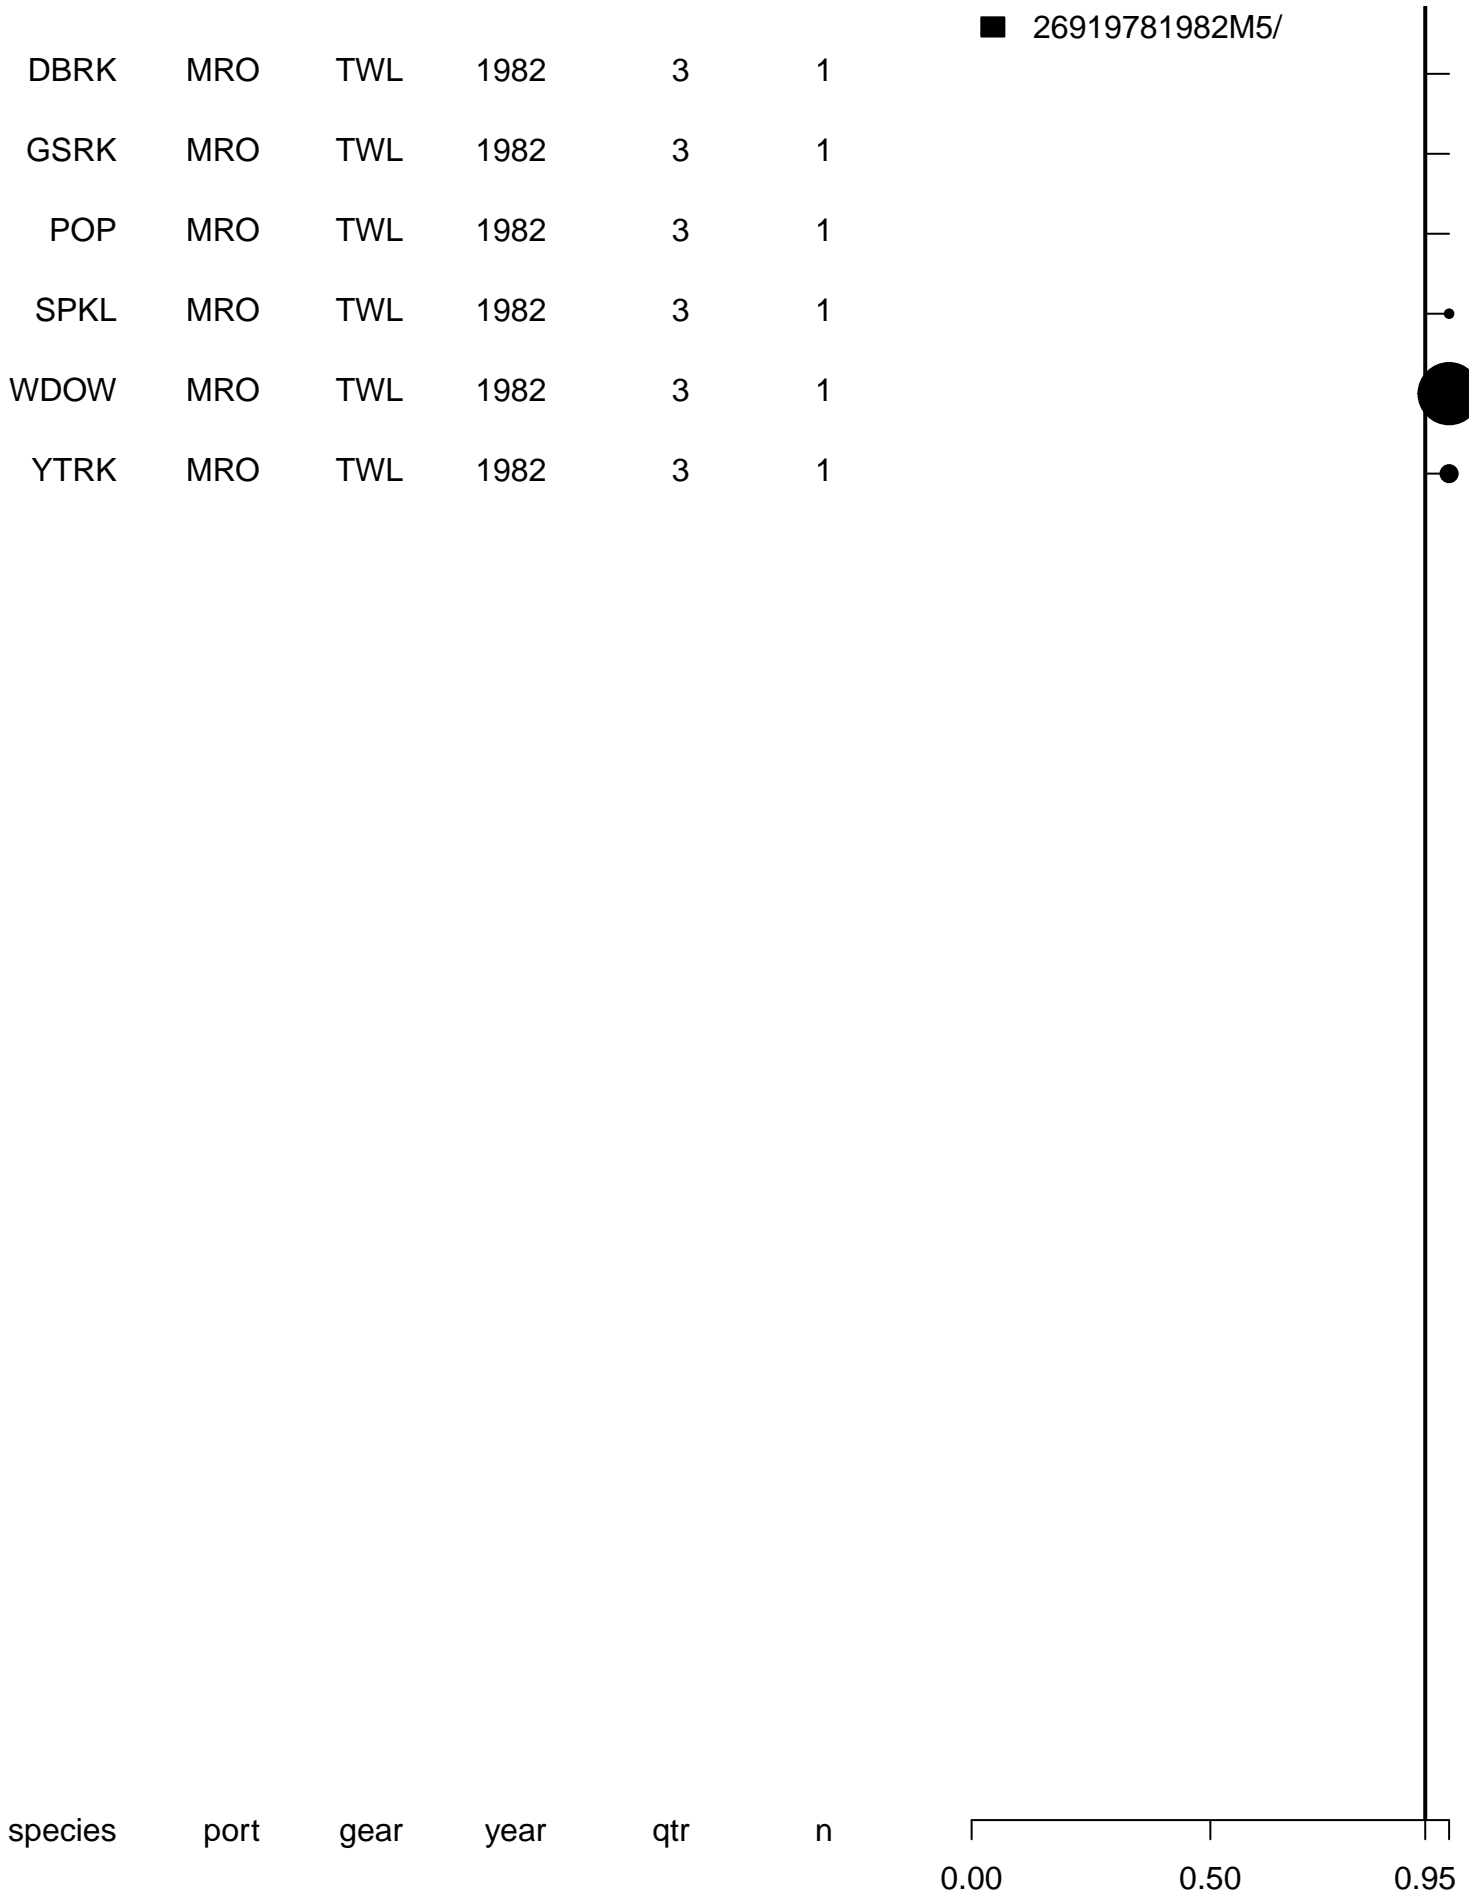 26919781982M5/
DBRK MRO TWL 1982 3 1
GSRK MRO TWL 1982 3 1
POP MRO TWL 1982 3 1
SPKL MRO TWL 1982 3 1
WDOW MRO TWL 1982 3 1
YTRK MRO TWL 1982 3 1
species port gear year qtr n
0.00 0.50 0.95